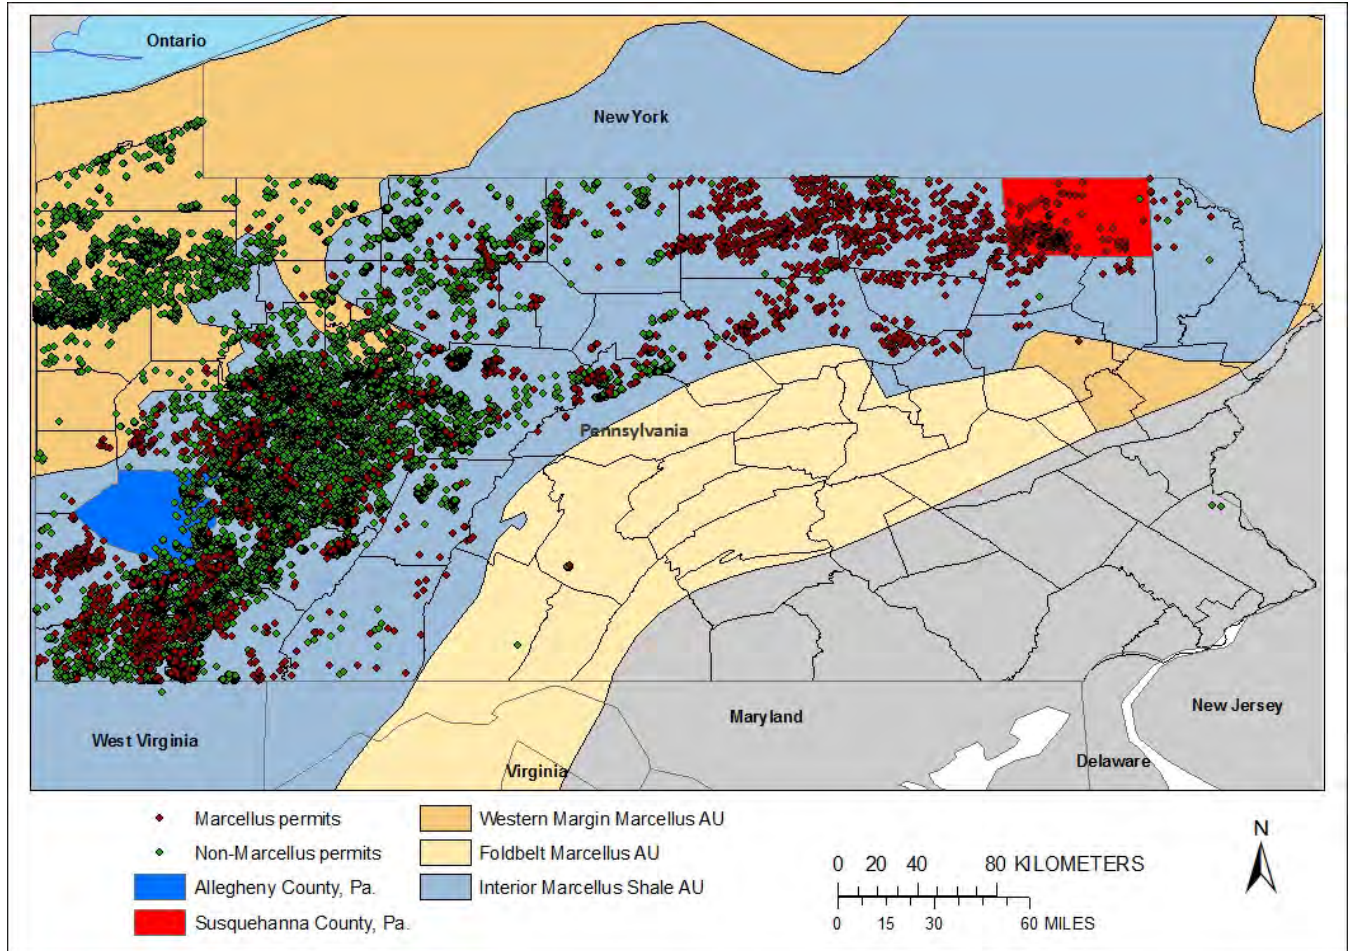 Ontario
New York
Pennsylvania
West Virginia
Virginia
Maryland
New Jersey
Delaware
Marcellus permits
Non-Marcellus permits
Allegheny County, Pa.
Susquehanna County, Pa.
Western Margin Marcellus AU
Foldbelt Marcellus AU
Interior Marcellus Shale AU
0 20 40 80 KILOMETERS
0 15 30 60 MILES
N